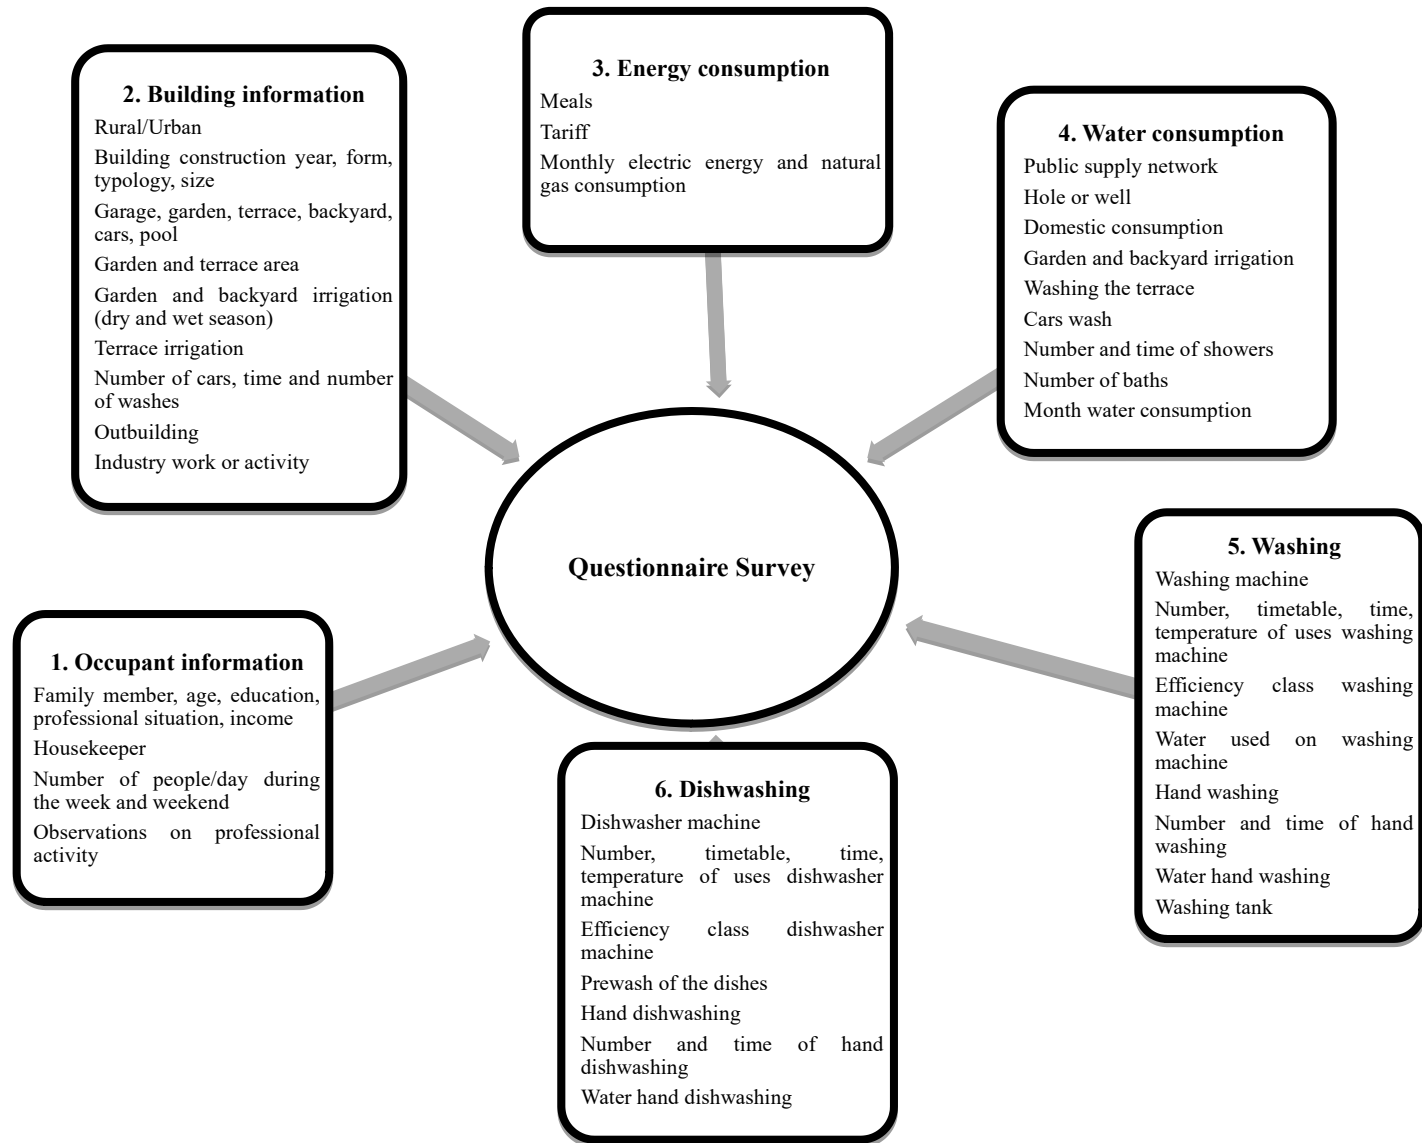 1. Occupant information
Family member, age, education,
professional situation, income
Housekeeper
Number of people/day during
the week and weekend
Observations on professional
activity
2. Building information
Rural/Urban
Building construction year, form,
typology, size
Garage, garden, terrace, backyard,
cars, pool
Garden and terrace area
Garden and backyard irrigation
(dry and wet season)
Terrace irrigation
Number of cars, time and number
of washes
Outbuilding
Industry work or activity
3. Energy consumption
Meals
Tariff
Monthly electric energy and natural
gas consumption
4. Water consumption
Public supply network
Hole or well
Domestic consumption
Garden and backyard irrigation
Washing the terrace
Cars wash
Number and time of showers
Number of baths
Month water consumption
5. Washing
Washing machine
Number, timetable, time,
temperature of uses washing
machine
Efficiency class washing
machine
Water used on washing
machine
Hand washing
Number and time of hand
washing
Water hand washing
Washing tank
6. Dishwashing
Dishwasher machine
Number, timetable, time,
temperature of uses dishwasher
machine
Efficiency class dishwasher
machine
Prewash of the dishes
Hand dishwashing
Number and time of hand
dishwashing
Water hand dishwashing
Questionnaire Survey